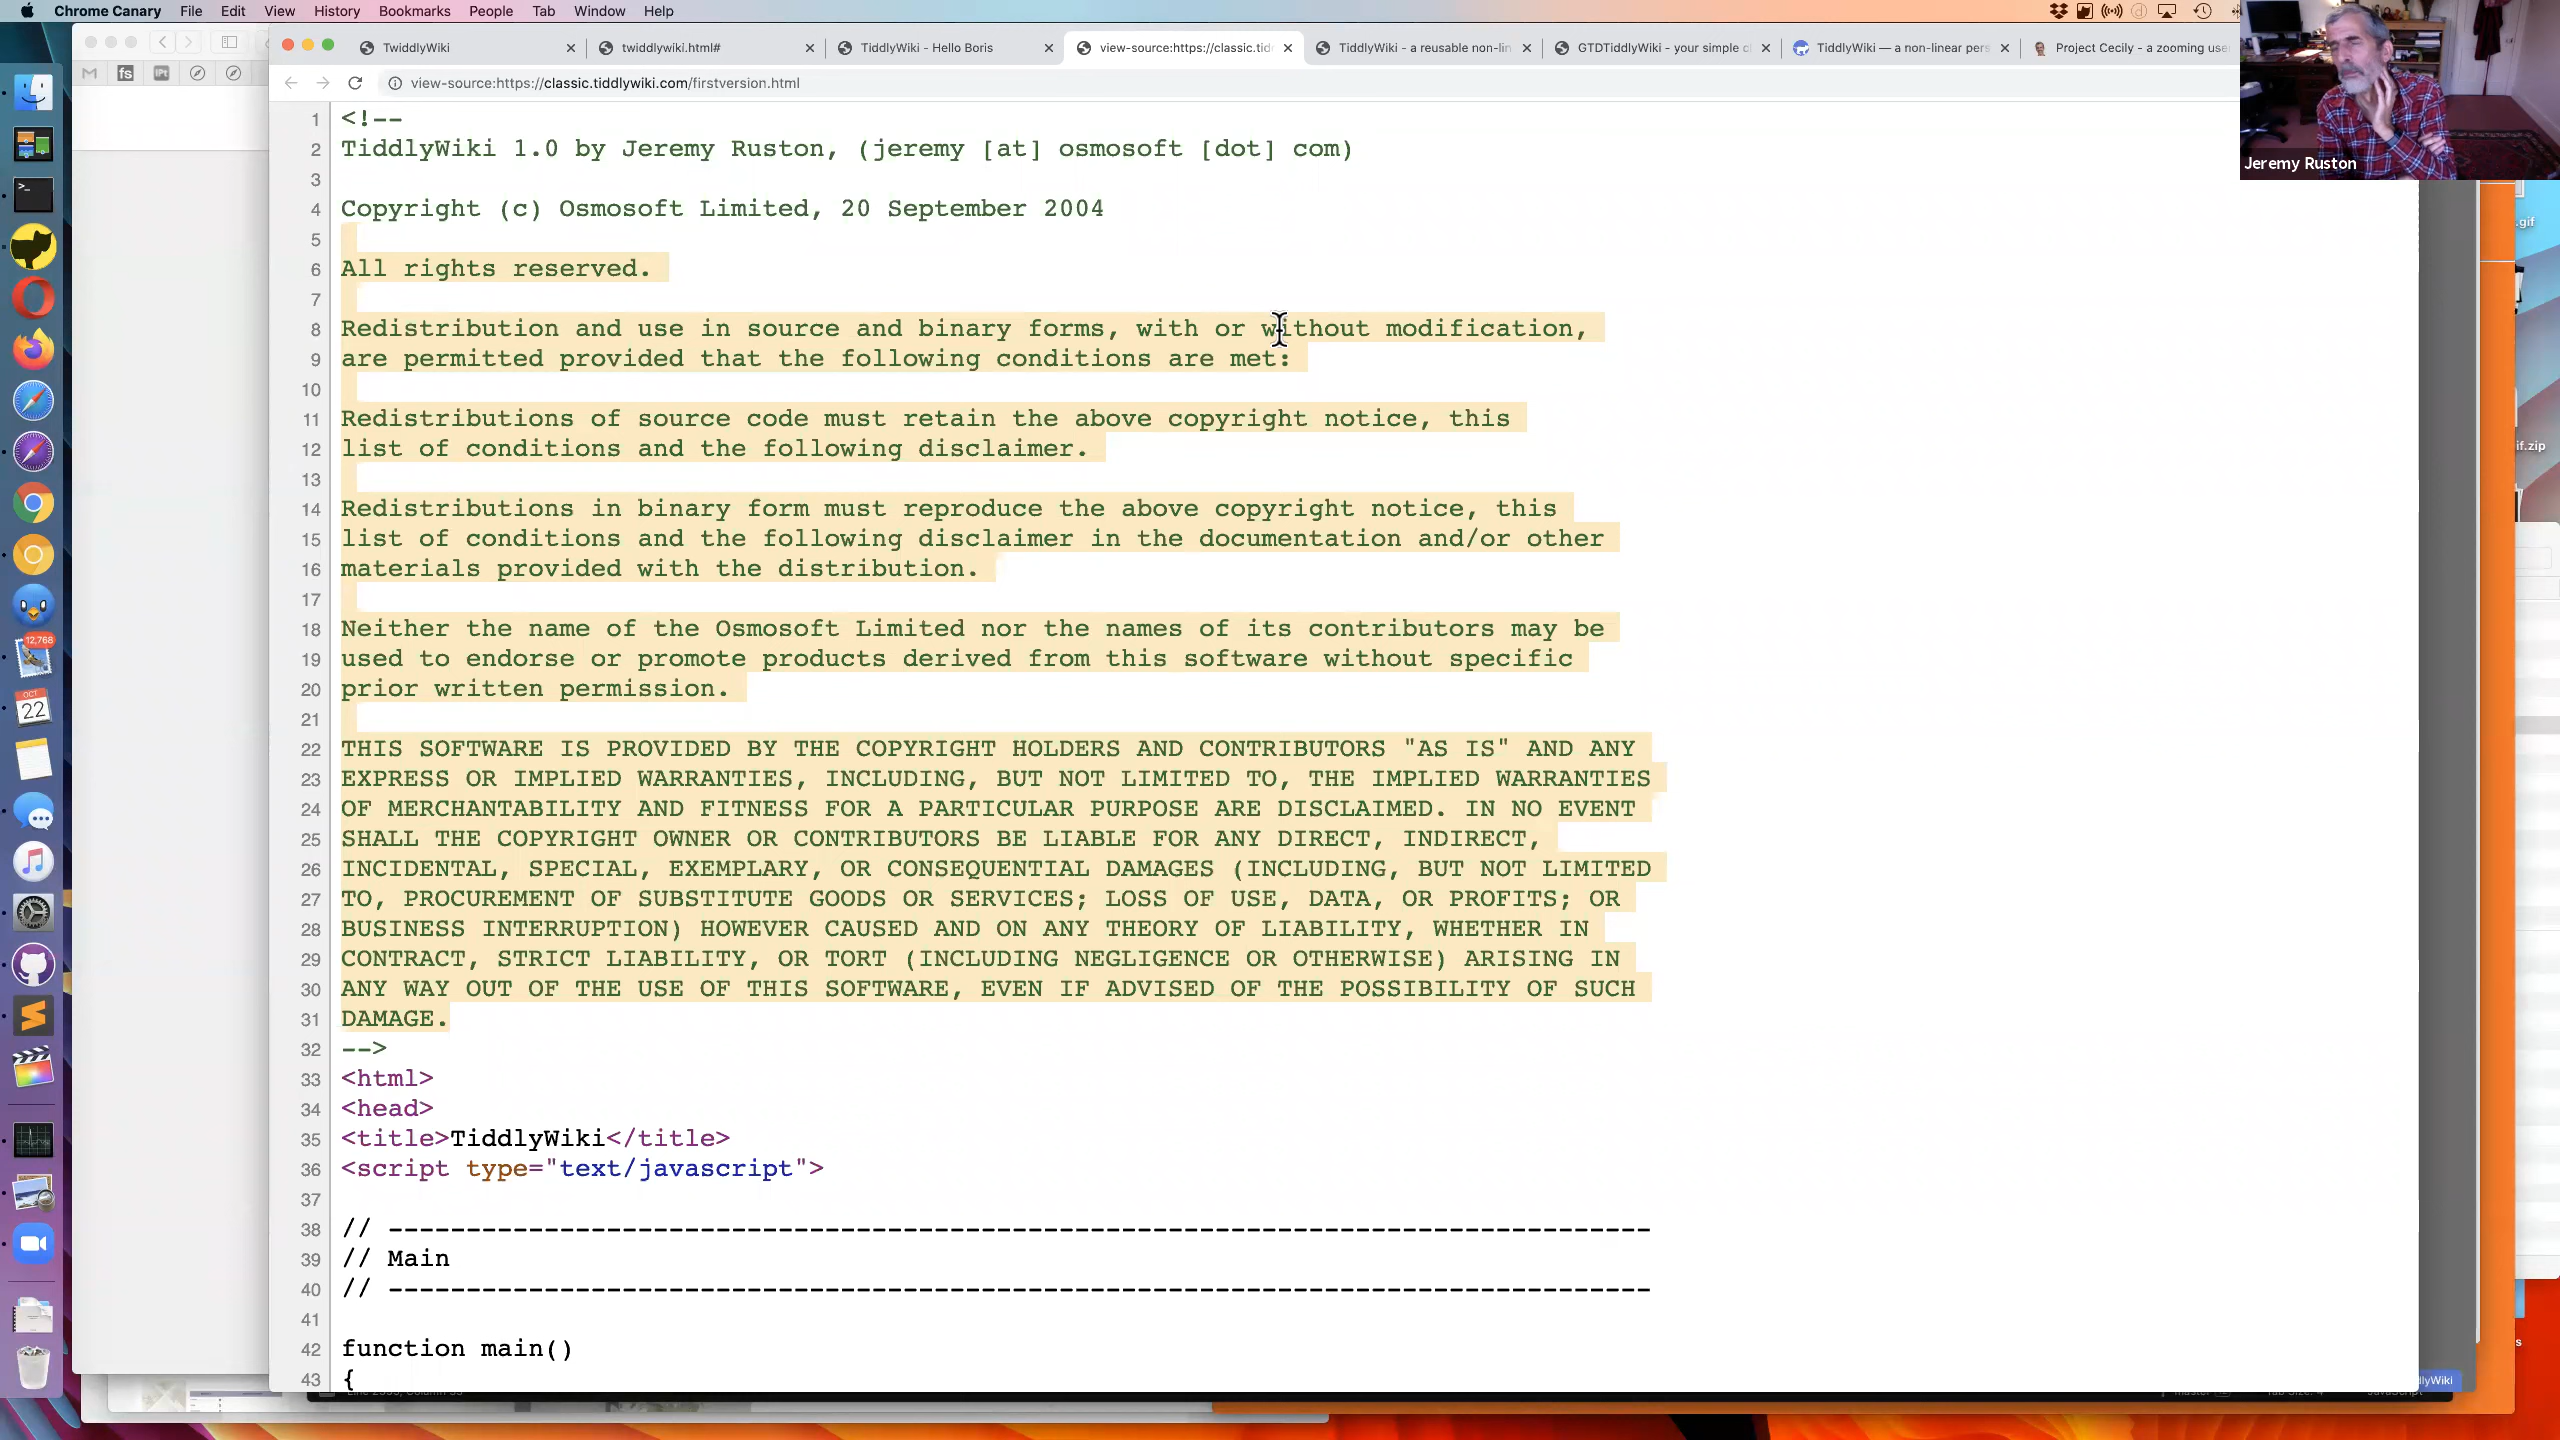 Chrome Canary File Edit View History Bookmarks People Tab Window Help
TwiddlyWiki
twiddlywiki.html#
TiddlyWiki - Hello Boris
view-source:https://classic.tid
TiddlyWiki - a reusable non-lin
GTDTiddlyWiki - your simple cl
TiddlyWiki — a non-linear pers
Project Cecily - a zooming use
view-source:https://classic.tiddlywiki.com/firstversion.html
Jeremy Ruston
1 <!--
2 TiddlyWiki 1.0 by Jeremy Ruston, (jeremy [at] osmosoft [dot] com)
3
4 Copyright (c) Osmosoft Limited, 20 September 2004
5
6 All rights reserved.
7
8 Redistribution and use in source and binary forms, with or without modification,
9 are permitted provided that the following conditions are met:
10
11 Redistributions of source code must retain the above copyright notice, this
12 list of conditions and the following disclaimer.
13
14 Redistributions in binary form must reproduce the above copyright notice, this
15 list of conditions and the following disclaimer in the documentation and/or other
16 materials provided with the distribution.
17
18 Neither the name of the Osmosoft Limited nor the names of its contributors may be
19 used to endorse or promote products derived from this software without specific
20 prior written permission.
21
22 THIS SOFTWARE IS PROVIDED BY THE COPYRIGHT HOLDERS AND CONTRIBUTORS "AS IS" AND ANY
23 EXPRESS OR IMPLIED WARRANTIES, INCLUDING, BUT NOT LIMITED TO, THE IMPLIED WARRANTIES
24 OF MERCHANTABILITY AND FITNESS FOR A PARTICULAR PURPOSE ARE DISCLAIMED. IN NO EVENT
25 SHALL THE COPYRIGHT OWNER OR CONTRIBUTORS BE LIABLE FOR ANY DIRECT, INDIRECT,
26 INCIDENTAL, SPECIAL, EXEMPLARY, OR CONSEQUENTIAL DAMAGES (INCLUDING, BUT NOT LIMITED
27 TO, PROCUREMENT OF SUBSTITUTE GOODS OR SERVICES; LOSS OF USE, DATA, OR PROFITS; OR
28 BUSINESS INTERRUPTION) HOWEVER CAUSED AND ON ANY THEORY OF LIABILITY, WHETHER IN
29 CONTRACT, STRICT LIABILITY, OR TORT (INCLUDING NEGLIGENCE OR OTHERWISE) ARISING IN
30 ANY WAY OUT OF THE USE OF THIS SOFTWARE, EVEN IF ADVISED OF THE POSSIBILITY OF SUCH
31 DAMAGE.
32 -->
33 <html>
34 <head>
35 <title>TiddlyWiki</title>
36 <script type="text/javascript">
37
38 // ---------------------------------------------------------------------------------
39 // Main
40 // ---------------------------------------------------------------------------------
41
42 function main()
43 {
fs
IPt
12,768
OCT
22
.gif
if.zip
lyWiki